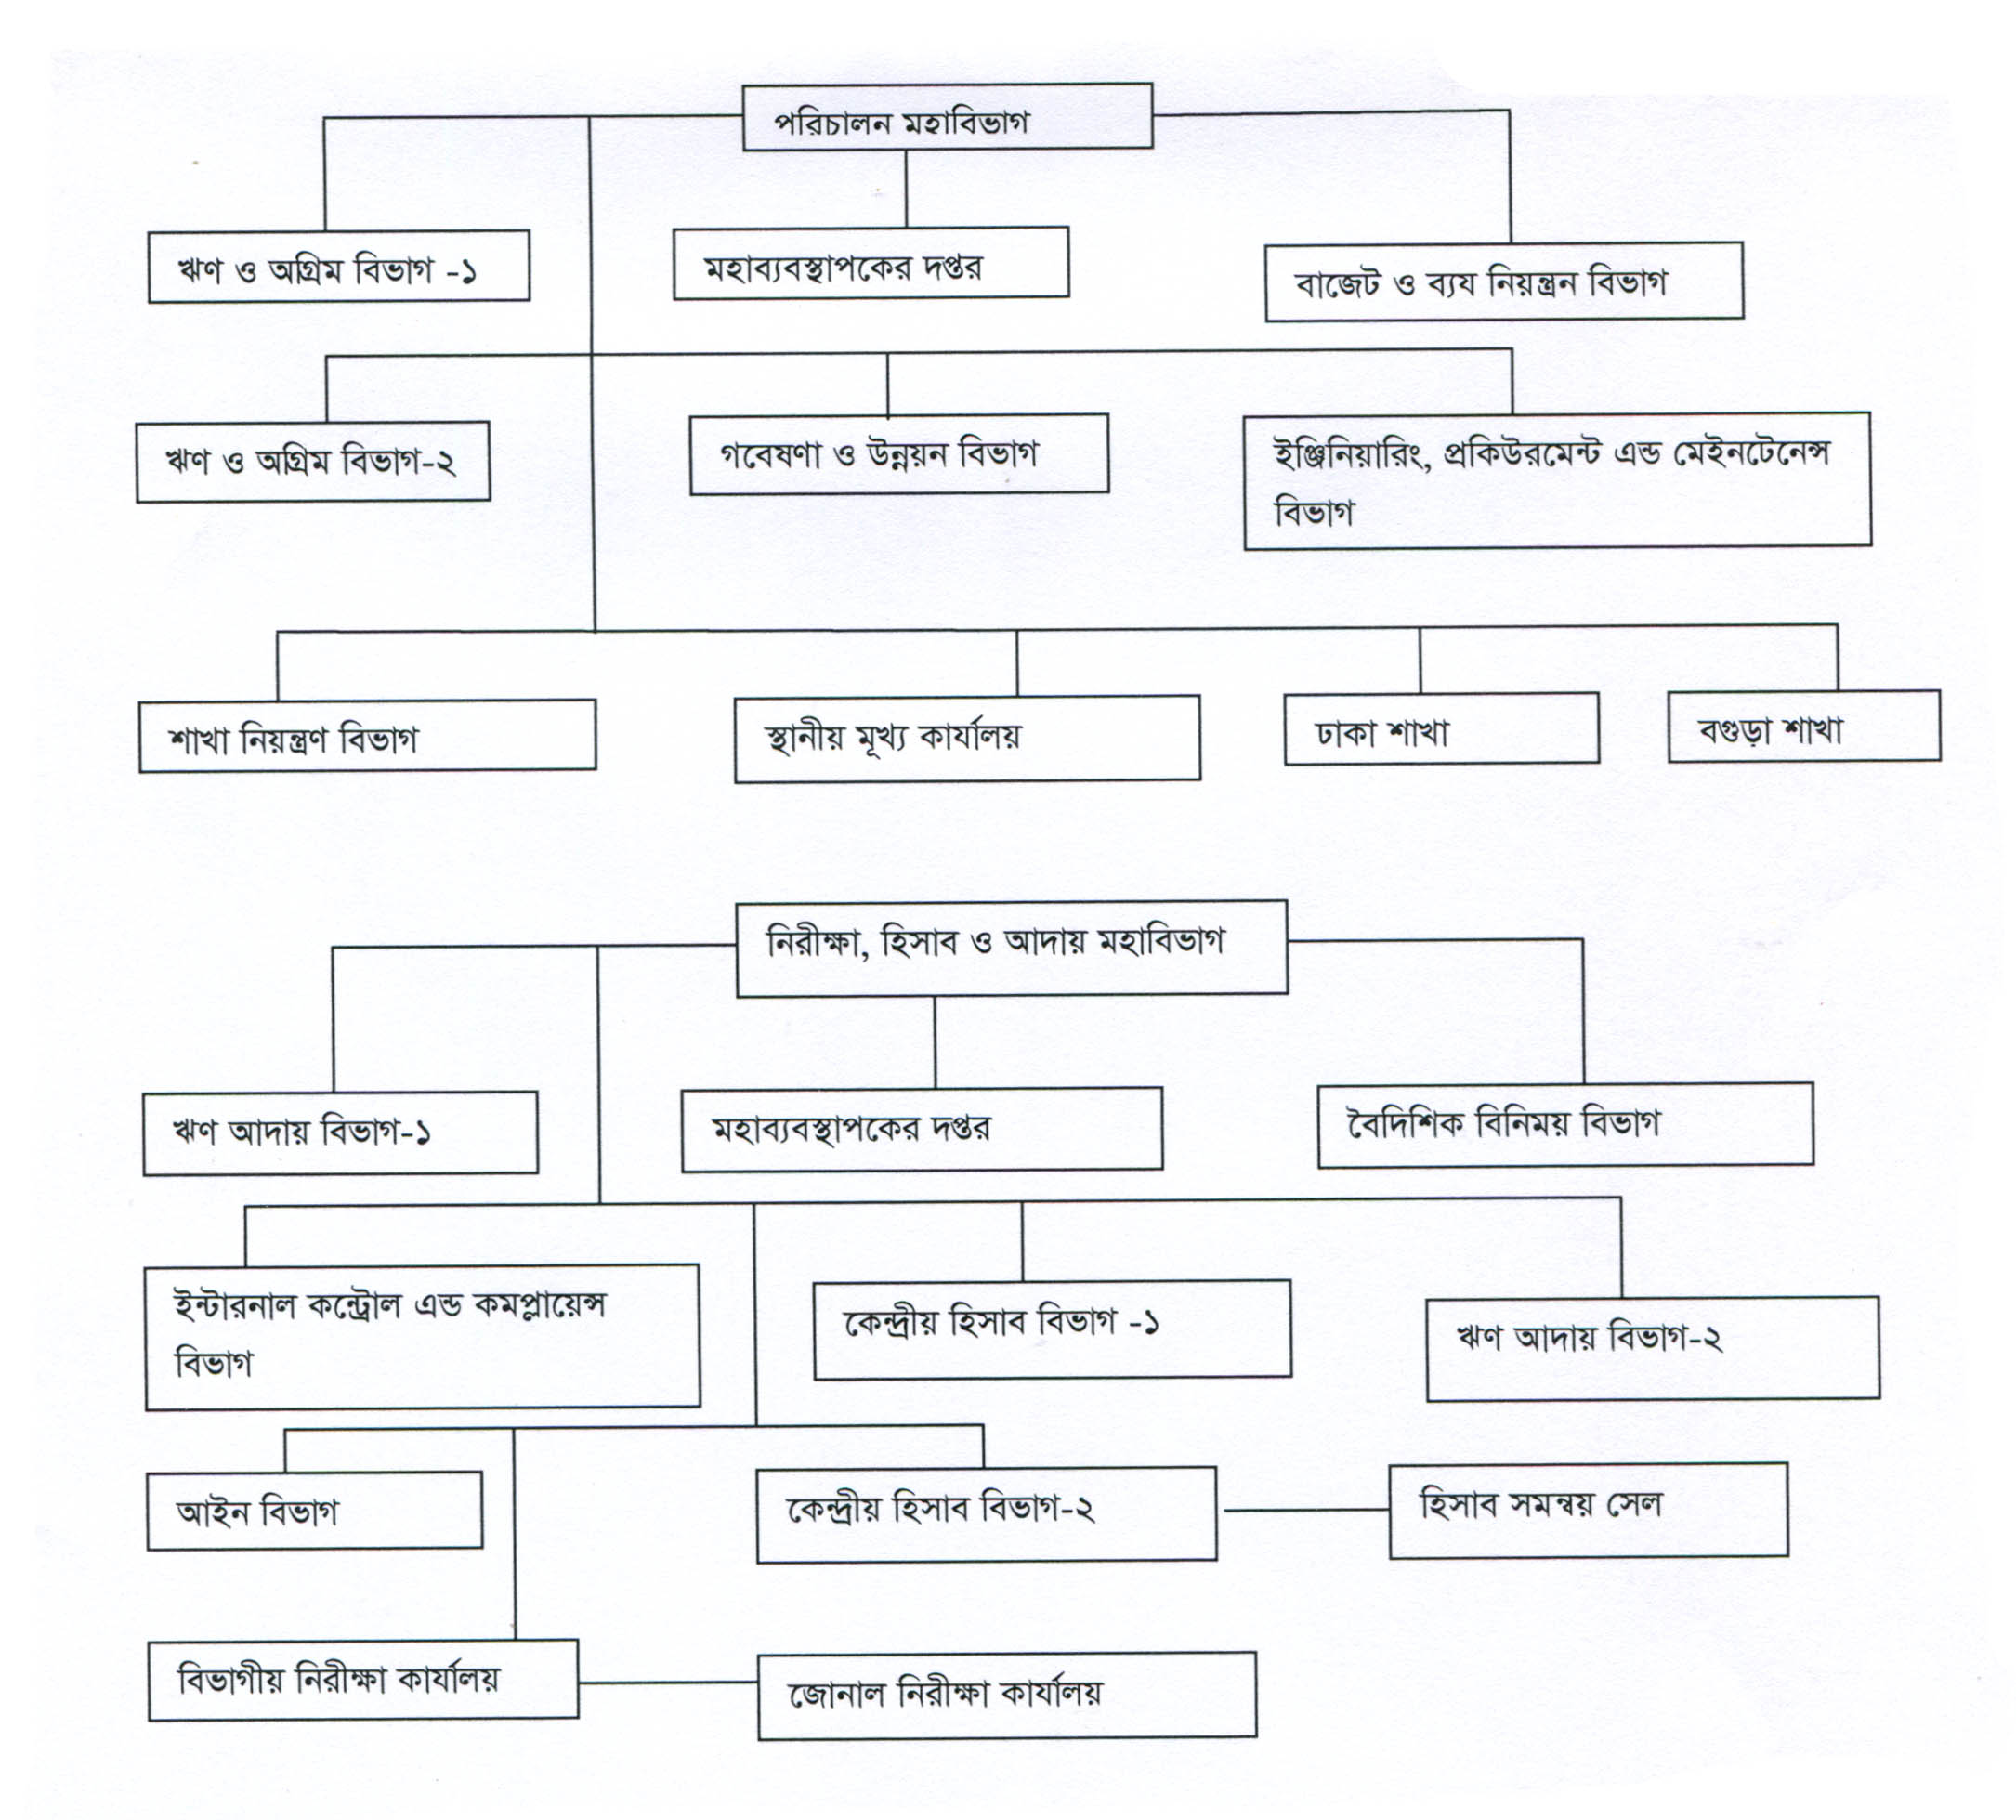 পরিচালন মহাবিভাগ
ঋণ ও অগ্রিম বিভাগ -১
মহাব্যবস্থাপকের দপ্তর
বাজেট ও ব্যয নিয়ন্ত্রন বিভাগ
ঋণ ও অগ্রিম বিভাগ-২
গবেষণা ও উন্নয়ন বিভাগ
ইঞ্জিনিয়ারিং, প্রকিউরমেন্ট এন্ড মেইনটেনেন্স
বিভাগ
শাখা নিয়ন্ত্রণ বিভাগ
স্থানীয় মূখ্য কার্যালয়
ঢাকা শাখা
বগুড়া শাখা
নিরীক্ষা, হিসাব ও আদায় মহাবিভাগ
ঋণ আদায় বিভাগ-১
মহাব্যবস্থাপকের দপ্তর
বৈদিশিক বিনিময় বিভাগ
ইন্টারনাল কন্ট্রোল এন্ড কমপ্লায়েন্স
বিভাগ
কেন্দ্রীয় হিসাব বিভাগ -১
ঋণ আদায় বিভাগ-২
আইন বিভাগ
কেন্দ্রীয় হিসাব বিভাগ-২
হিসাব সমন্বয় সেল
বিভাগীয় নিরীক্ষা কার্যালয়
জোনাল নিরীক্ষা কার্যালয়